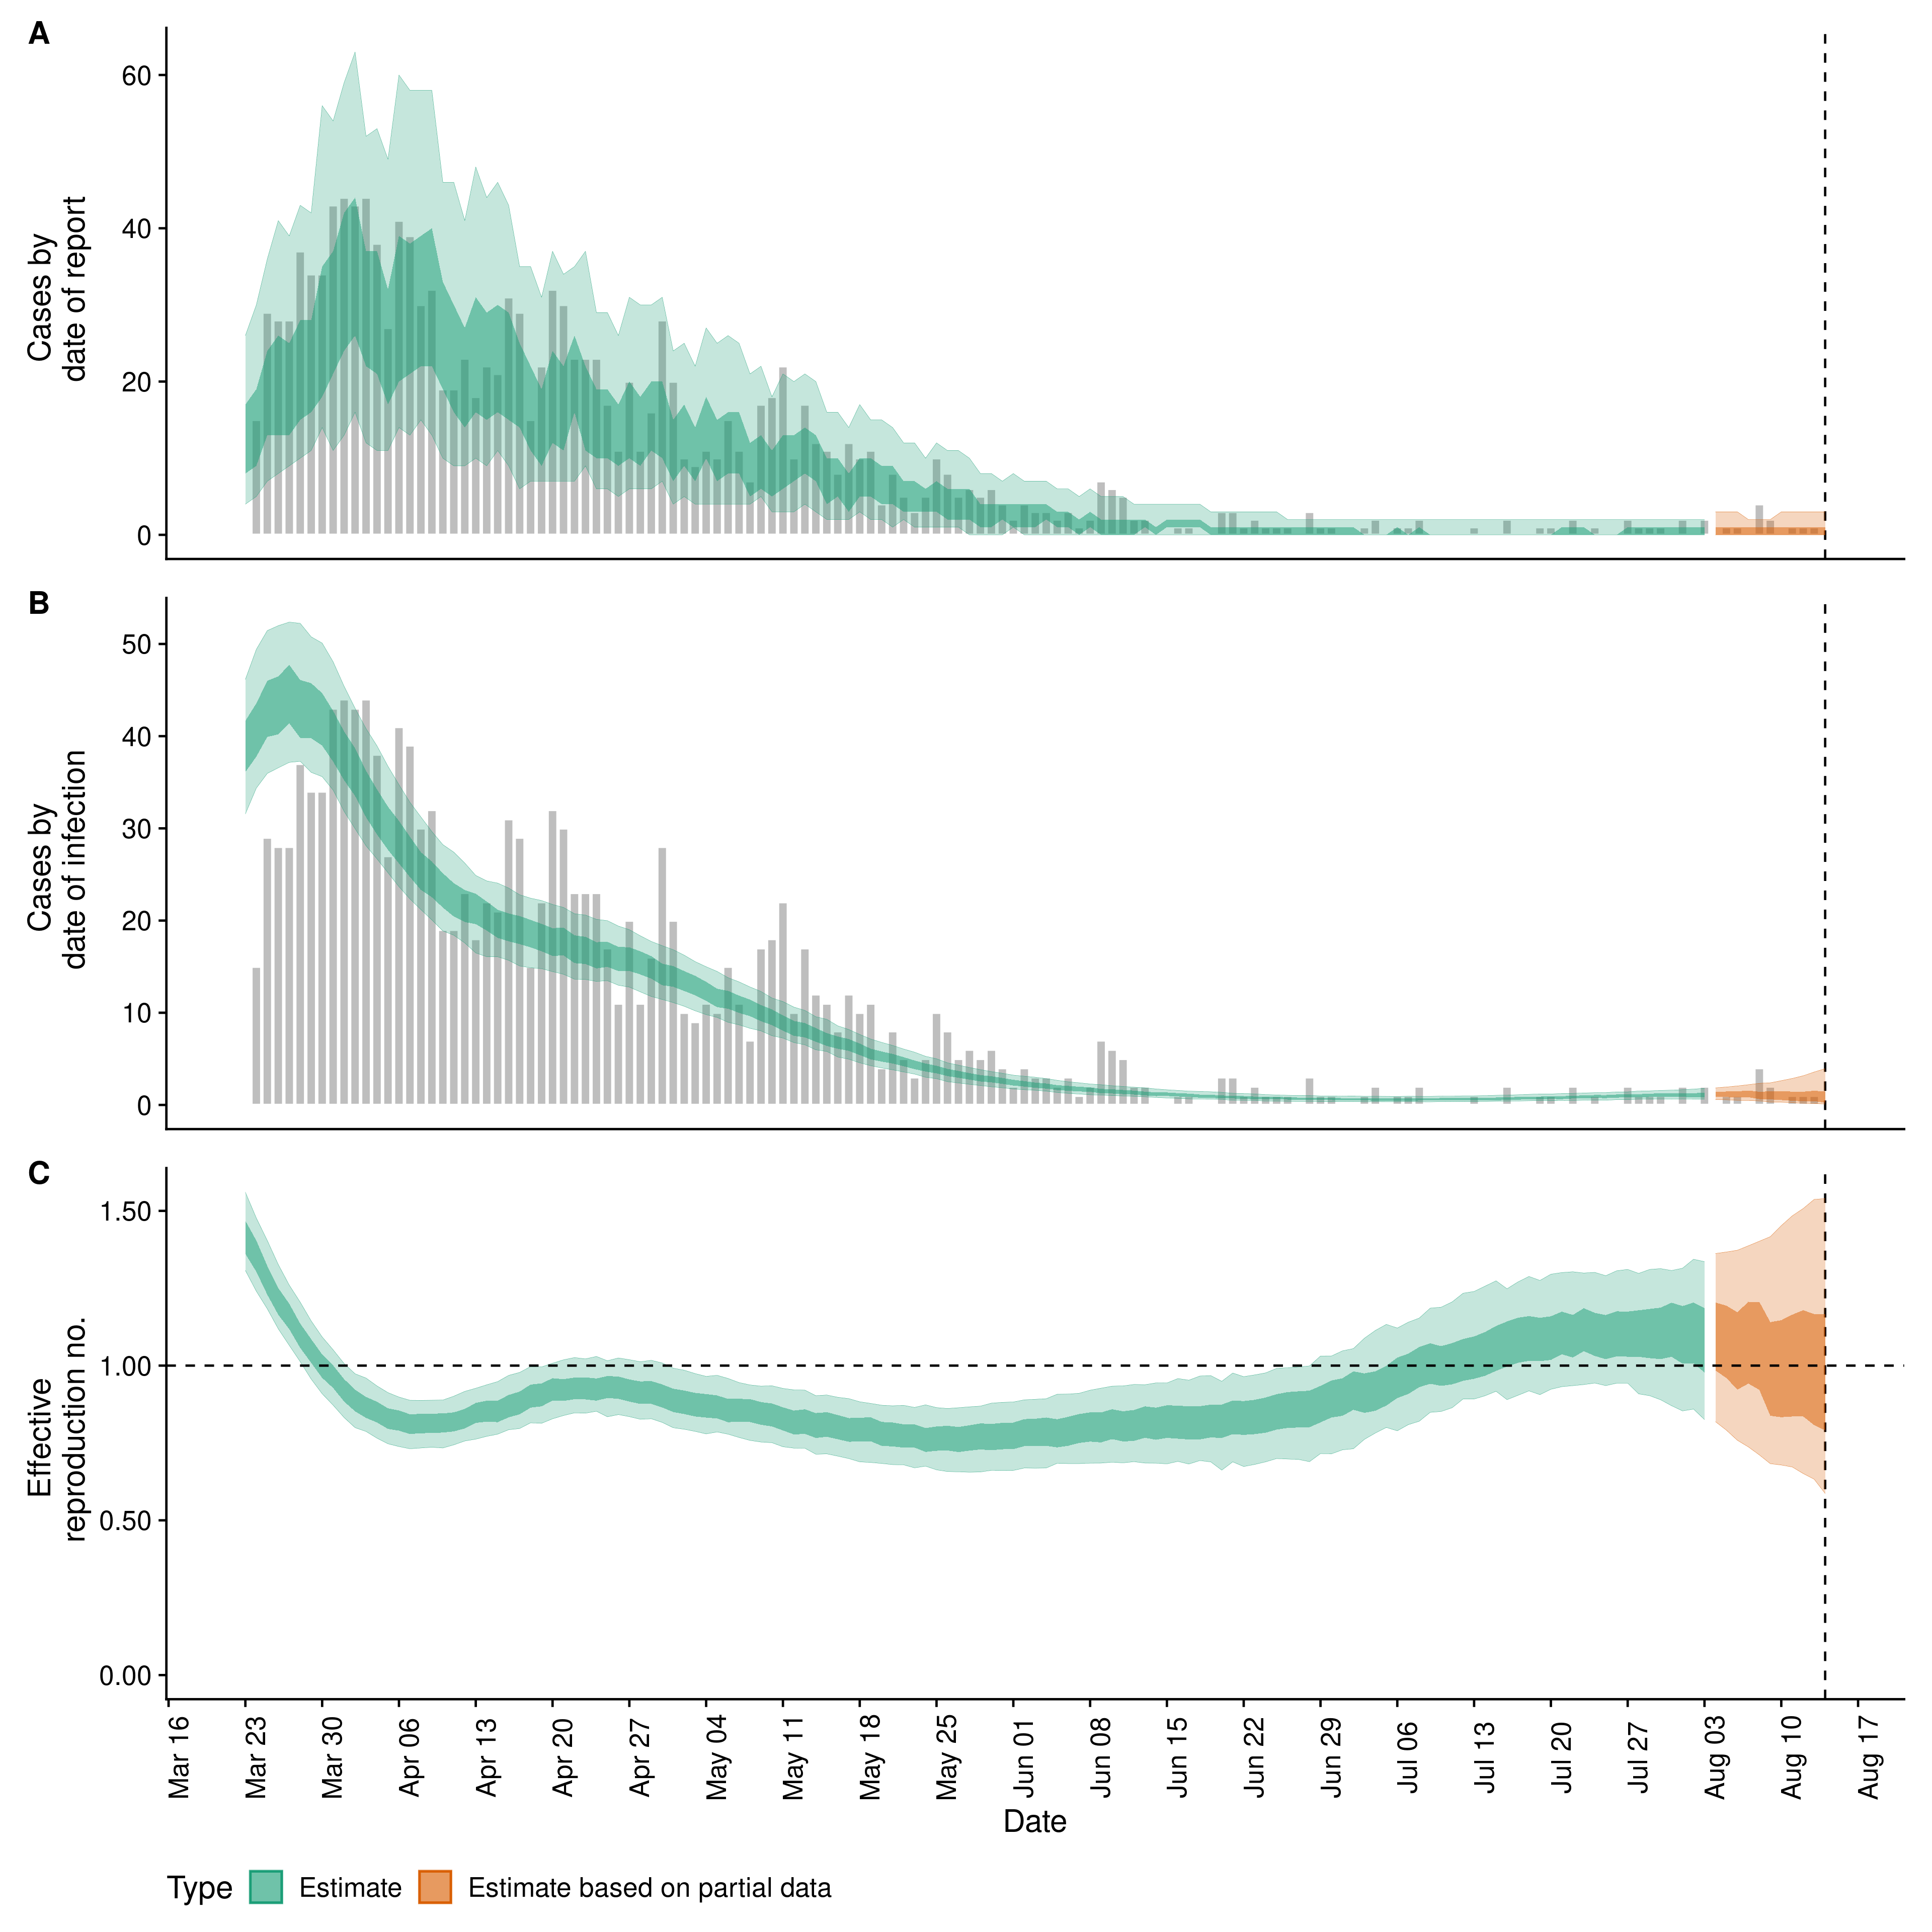 A
Cases by
date of report
60
40
20
0
B
Cases by
date of infection
50
40
30
20
10
0
C
Effective
reproduction no.
1.50
1.00
0.50
0.00
Mar 16
Mar 23
Mar 30
Apr 06
Apr 13
Apr 20
Apr 27
May 04
May 11
May 18
May 25
Jun 01
Jun 08
Jun 15
Jun 22
Jun 29
Jul 06
Jul 13
Jul 20
Jul 27
Aug 03
Aug 10
Aug 17
Date
Type
Estimate
Estimate based on partial data